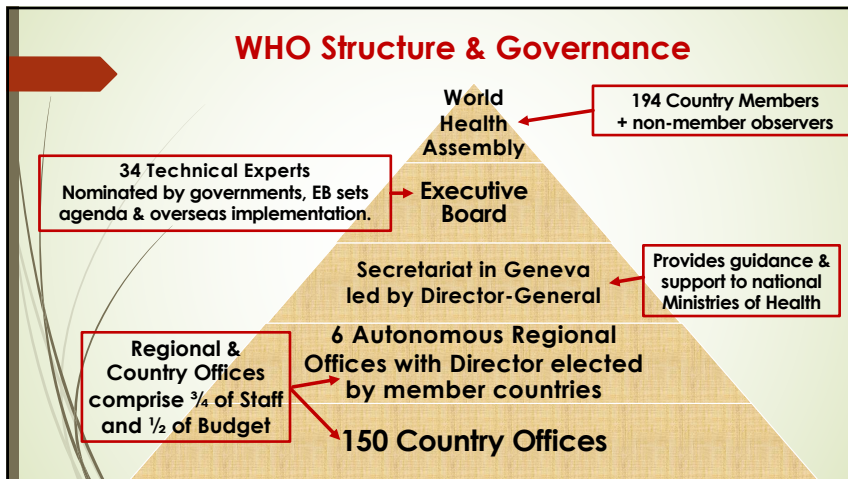 WHO Structure & Governance
World
Health
Assembly
194 Country Members
+ non-member observers
34 Technical Experts
Nominated by governments, EB sets
agenda & overseas implementation.
Executive
Board
Secretariat in Geneva
led by Director-General
Provides guidance &
support to national
Ministries of Health
6 Autonomous Regional
Offices with Director elected
by member countries
Regional &
Country Offices
comprise ¾ of Staff
and ½ of Budget
150 Country Offices